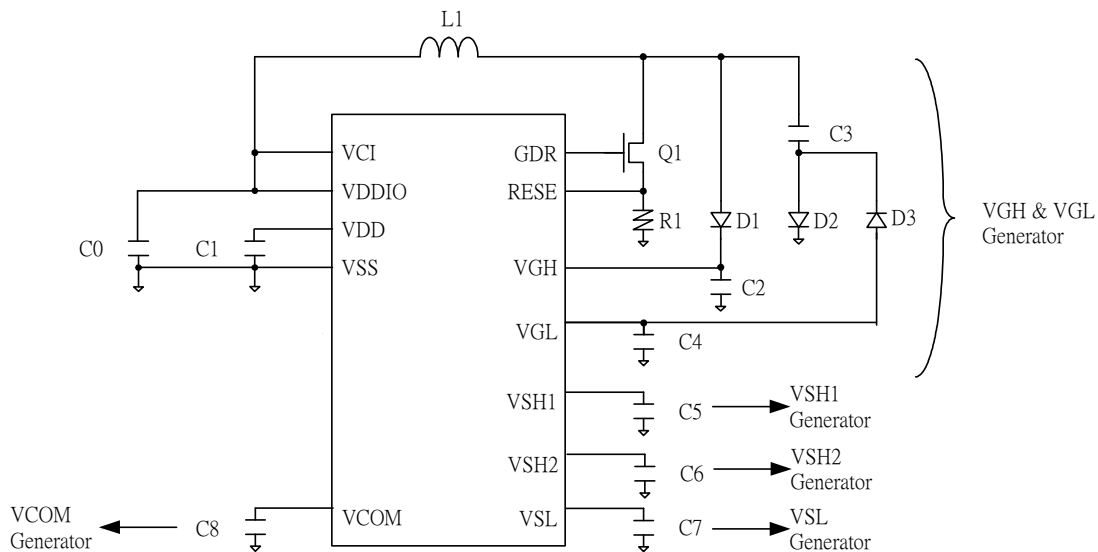 L1
VCI
VDDIO
VDD
VSS
C0
C1
GDR
RESE
VGH
VGL
VSH1
VSH2
VSL
VCOM
Q1
R1
D1
D2
D3
C3
C2
C4
VGH & VGL
Generator
C5
VSH1
Generator
C6
VSH2
Generator
C7
VSL
Generator
VCOM
Generator
C8